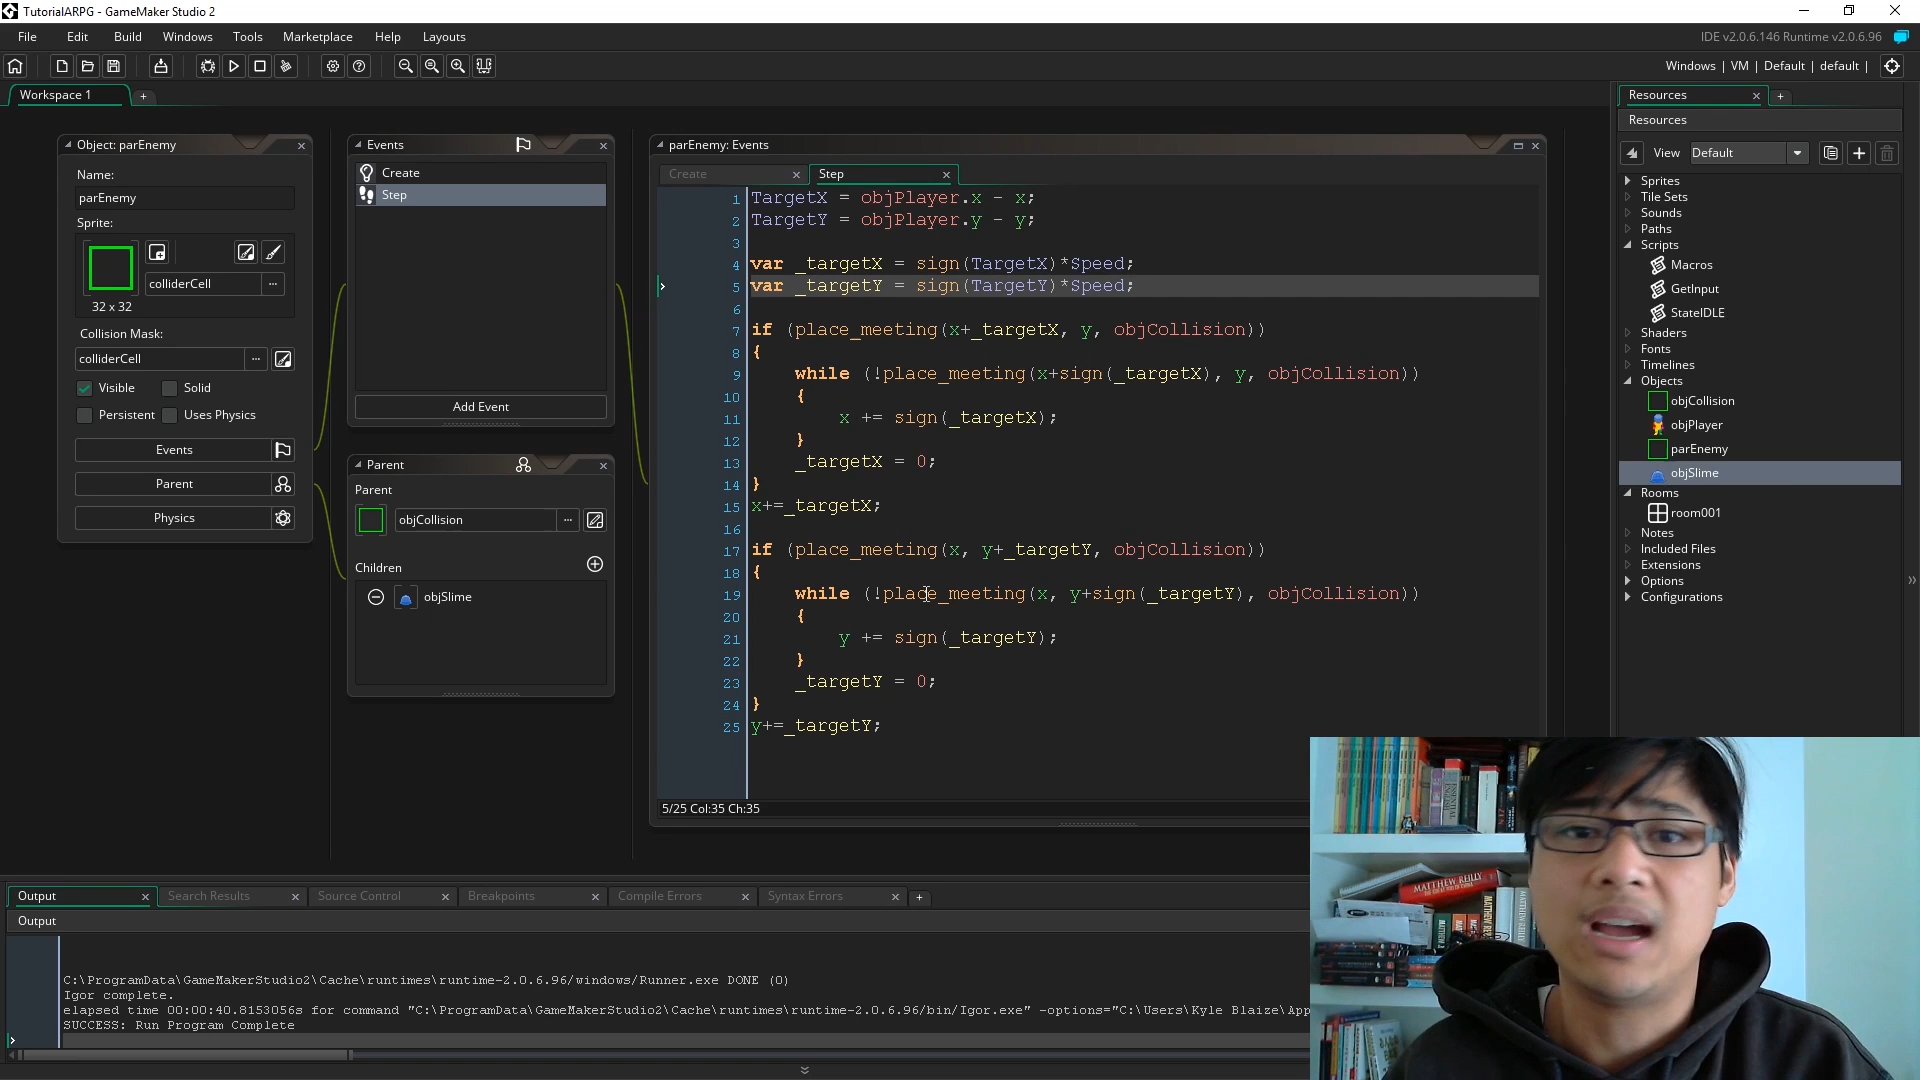 TutorialARPG - GameMaker Studio 2
File Edit Build Windows Tools Marketplace Help Layouts
IDE v2.0.6.146 Runtime v2.0.6.96
Windows | VM | Default | default |
Workspace 1
Object: parEnemy
Name:
parEnemy
Sprite:
colliderCell
32 x 32
Collision Mask:
colliderCell
Visible Solid
Persistent Uses Physics
Events
Parent
Physics
Events
Create
Step
Add Event
Parent
Parent
objCollision
Children
objSlime
parEnemy: Events
Create
Step
1 TargetX = objPlayer.x - x;
2 TargetY = objPlayer.y - y;
3
4 var _targetX = sign(TargetX)*Speed;
5 var _targetY = sign(TargetY)*Speed;
6
7 if (place_meeting(x+_targetX, y, objCollision))
8 {
9 while (!place_meeting(x+sign(_targetX), y, objCollision))
10 {
11 x += sign(_targetX);
12 }
13 _targetX = 0;
14 }
15 x+=_targetX;
16
17 if (place_meeting(x, y+_targetY, objCollision))
18 {
19 while (!place_meeting(x, y+sign(_targetY), objCollision))
20 {
21 y += sign(_targetY);
22 }
23 _targetY = 0;
24 }
25 y+=_targetY;
5/25 Col:35 Ch:35
Resources
Resources
View Default
Sprites
Tile Sets
Sounds
Paths
Scripts
Macros
GetInput
StateIDLE
Shaders
Fonts
Timelines
Objects
objCollision
objPlayer
parEnemy
objSlime
Rooms
room001
Notes
Included Files
Extensions
Options
Configurations
Output
Search Results
Source Control
Breakpoints
Compile Errors
Syntax Errors
Output
C:\ProgramData\GameMakerStudio2\Cache\runtimes\runtime-2.0.6.96/windows/Runner.exe DONE (0)
Igor complete.
elapsed time 00:00:40.8153056s for command "C:\ProgramData\GameMakerStudio2\Cache\runtimes\runtime-2.0.6.96/bin/Igor.exe" -options="C:\Users\Kyle Blaize\App
SUCCESS: Run Program Complete
MATTHEW REILLY